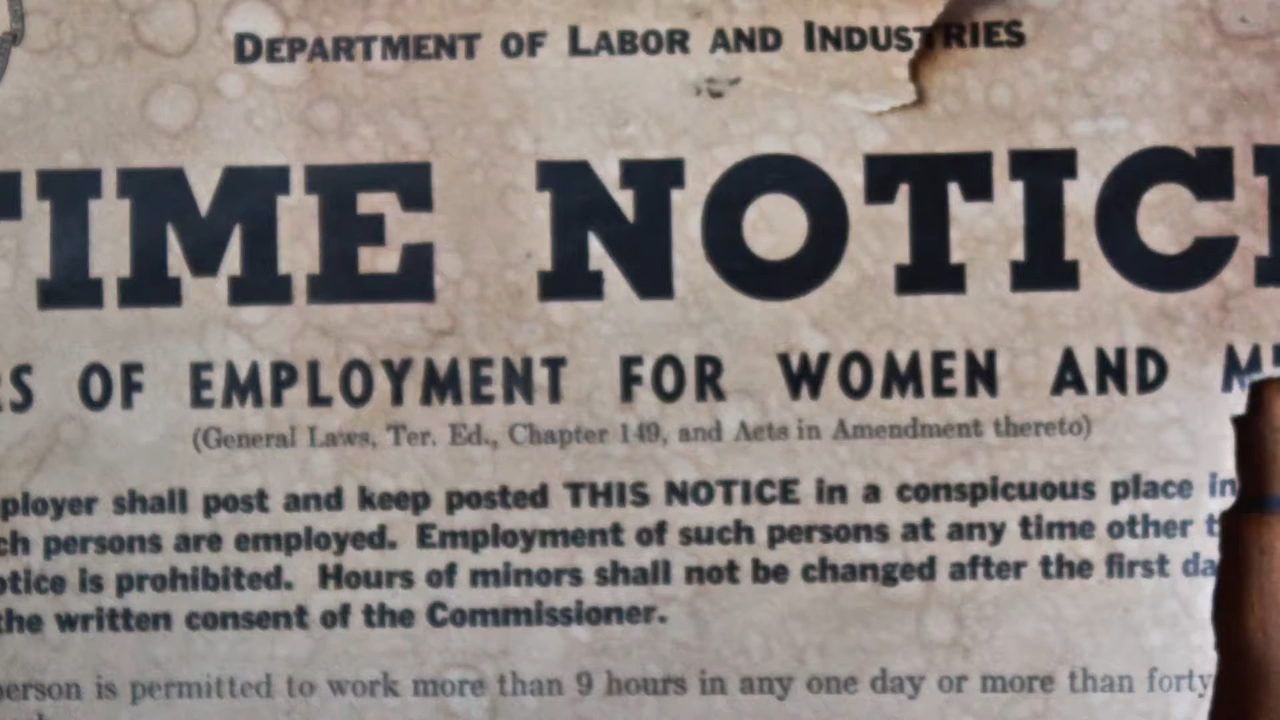 DEPARTMENT OF LABOR AND INDUSTRIES
TIME NOTICE
RS OF EMPLOYMENT FOR WOMEN AND M
(General Laws, Ter. Ed., Chapter 149, and Acts in Amendment thereto)
ployer shall post and keep posted THIS NOTICE in a conspicuous place in
ch persons are employed. Employment of such persons at any time other t
otice is prohibited. Hours of minors shall not be changed after the first da
the written consent of the Commissioner.
person is permitted to work more than 9 hours in any one day or more than forty